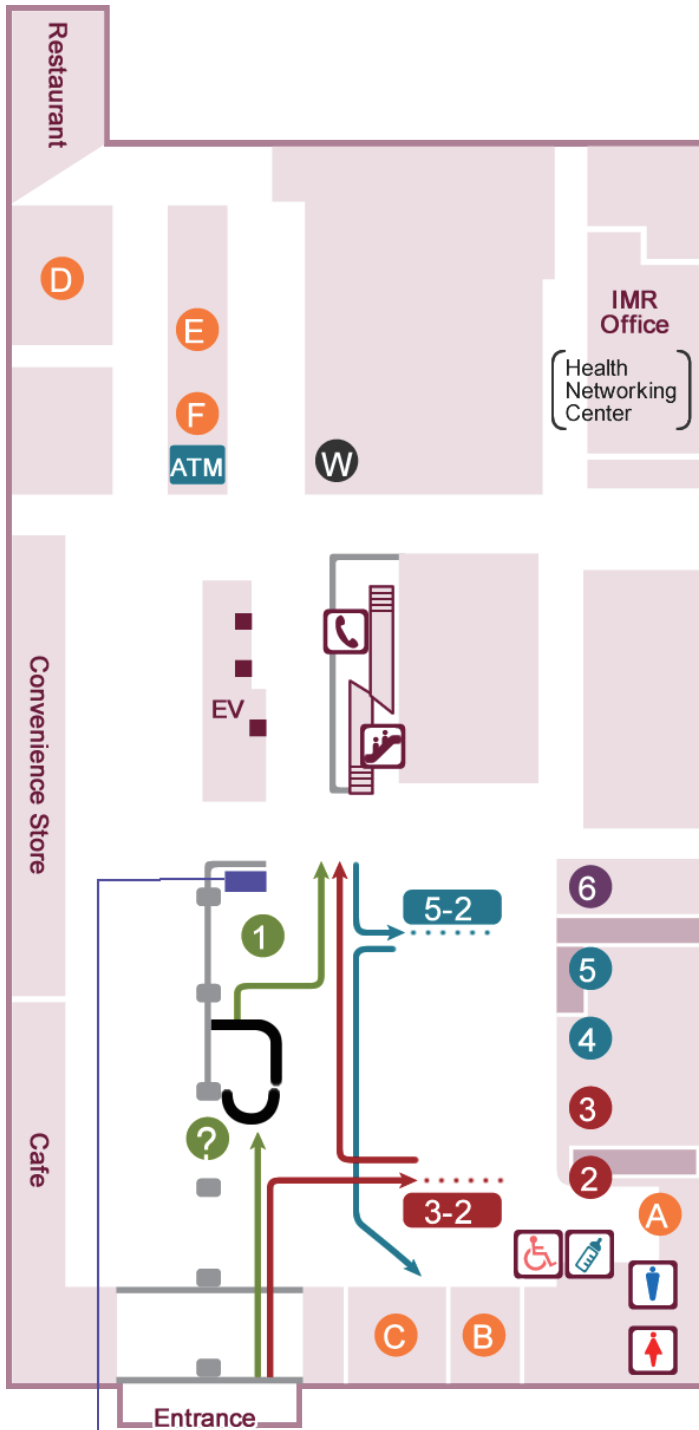 Restaurant
D
E
IMR
Office
Health
Networking
Center
F
ATM
W
EV
Convenience Store
6
5-2
1
5
4
3
?
Cafe
2
3-2
A
C
B
Entrance